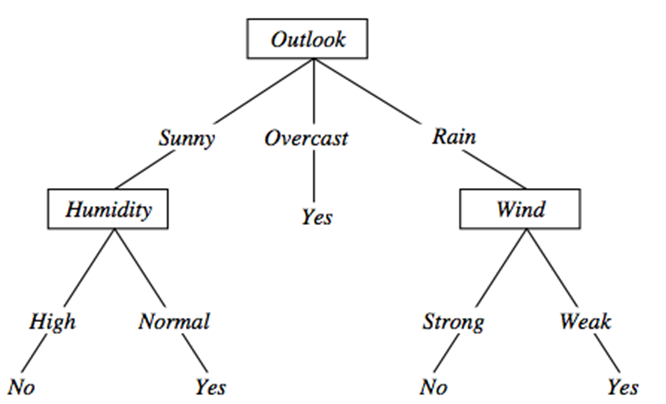 Outlook
Sunny Overcast Rain
Humidity Yes Wind
High Normal Strong Weak
No Yes No Yes